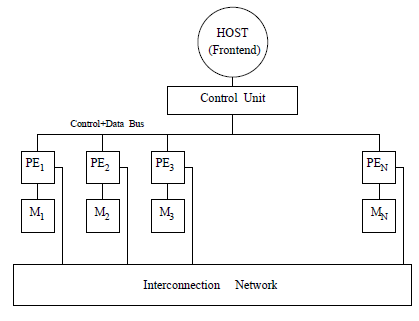 HOST
(Frontend)
Control Unit
Control+Data Bus
PE1 PE2 PE3 PEN
M1 M2 M3 MN
Interconnection Network